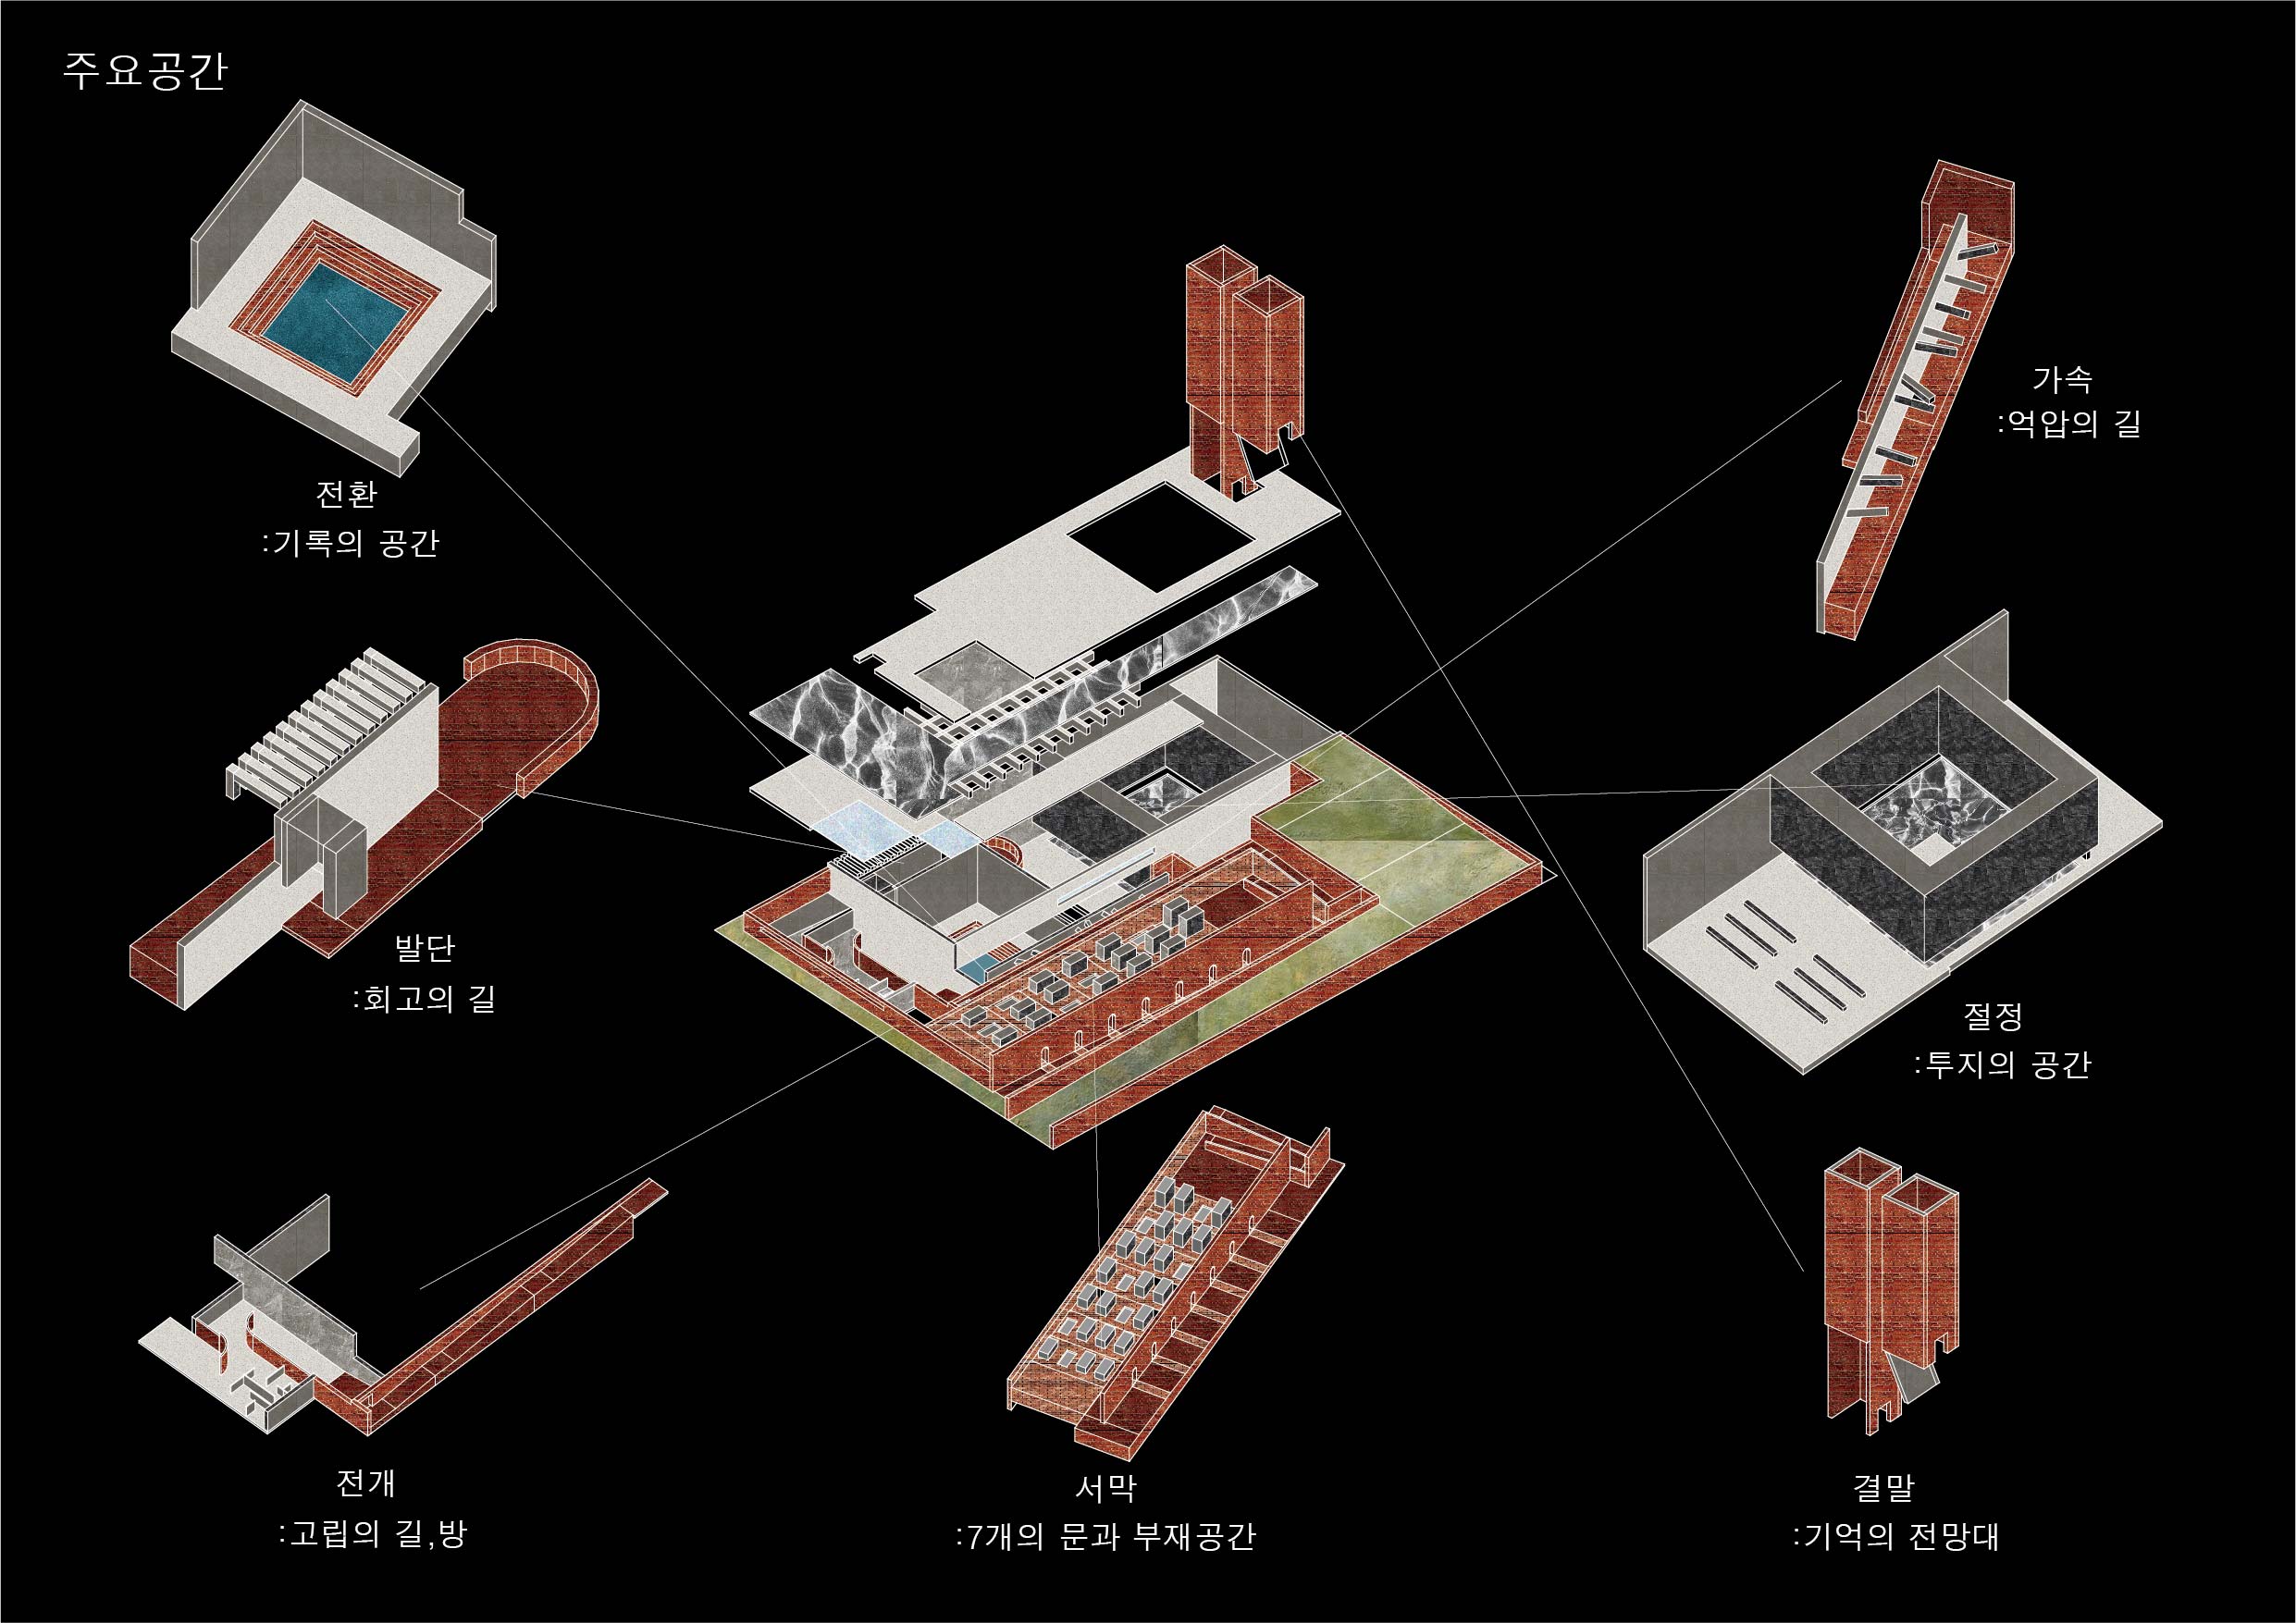 주요공간
전환
:기록의 공간
가속
:억압의 길
발단
:회고의 길
절정
:투지의 공간
전개
:고립의 길,방
서막
:7개의 문과 부재공간
결말
:기억의 전망대